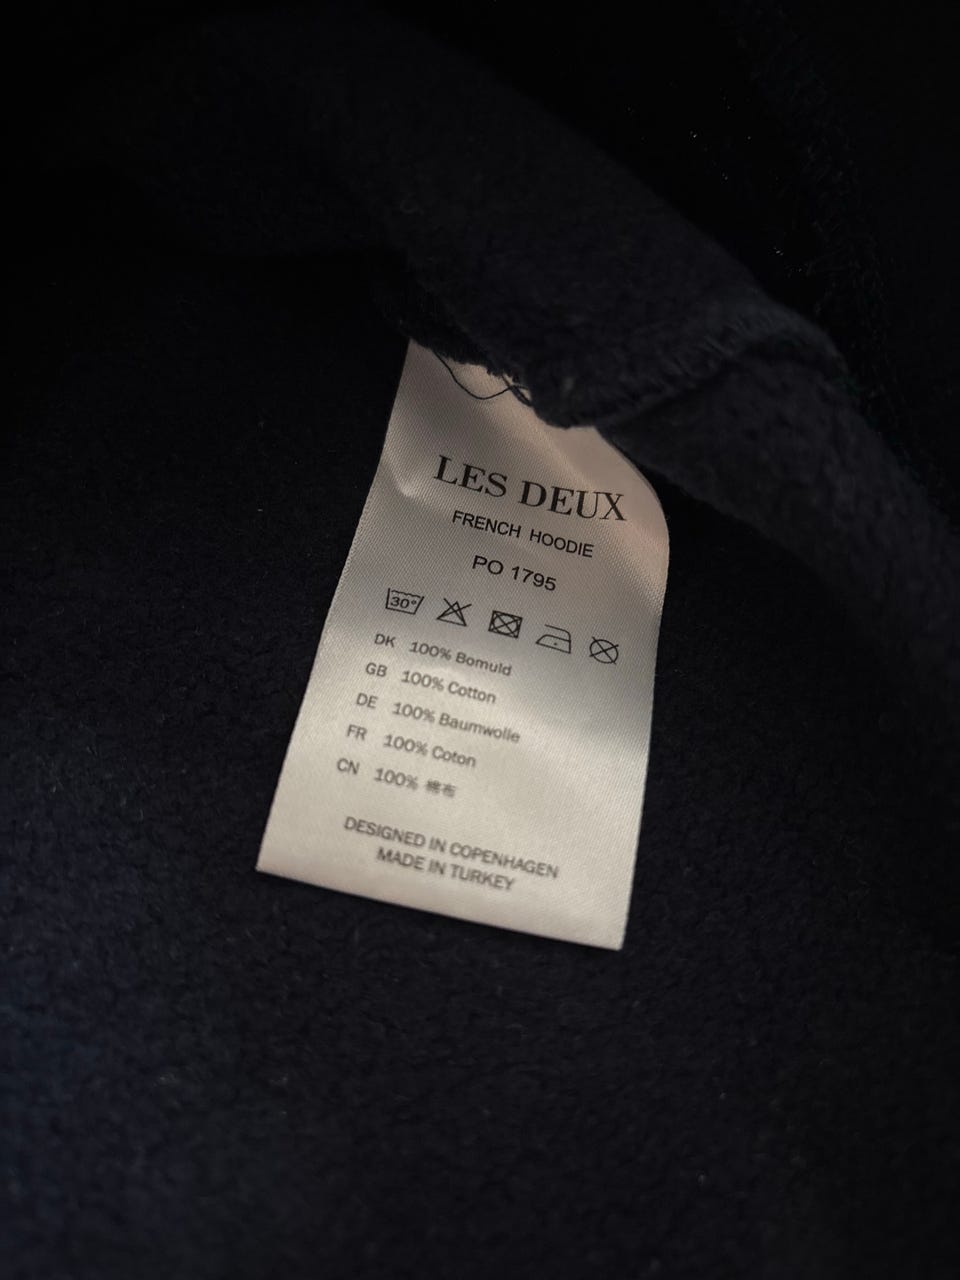 LES DEUX
FRENCH HOODIE
PO 1795
30°
DK 100% Bomuld
GB 100% Cotton
DE 100% Baumwolle
FR 100% Coton
CN 100% 棉布
DESIGNED IN COPENHAGEN
MADE IN TURKEY